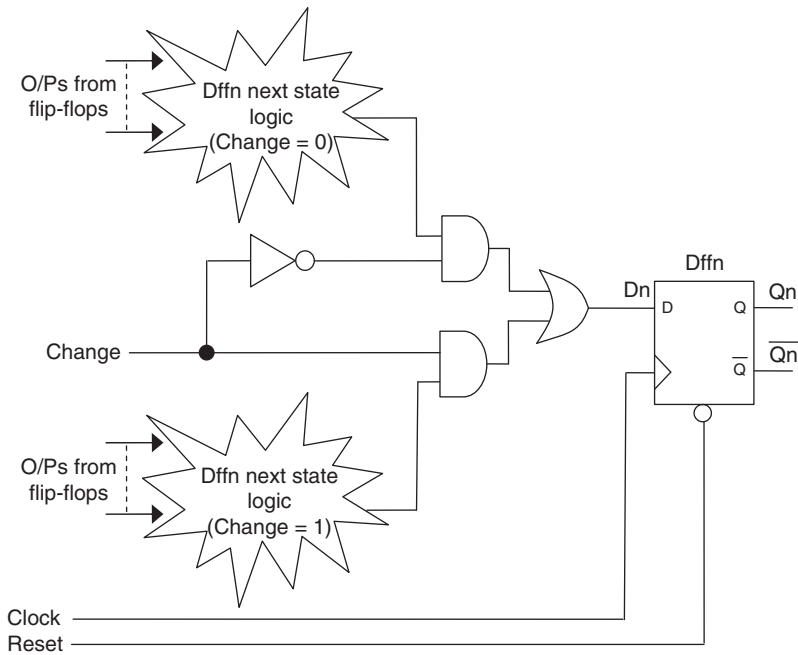 O/Ps from
flip-flops
Dffn next state
logic
(Change = 0)
Dffn
Dn
D
Q
Qn
Q̅
Q̅n̅
Change
O/Ps from
flip-flops
Dffn next state
logic
(Change = 1)
Clock
Reset